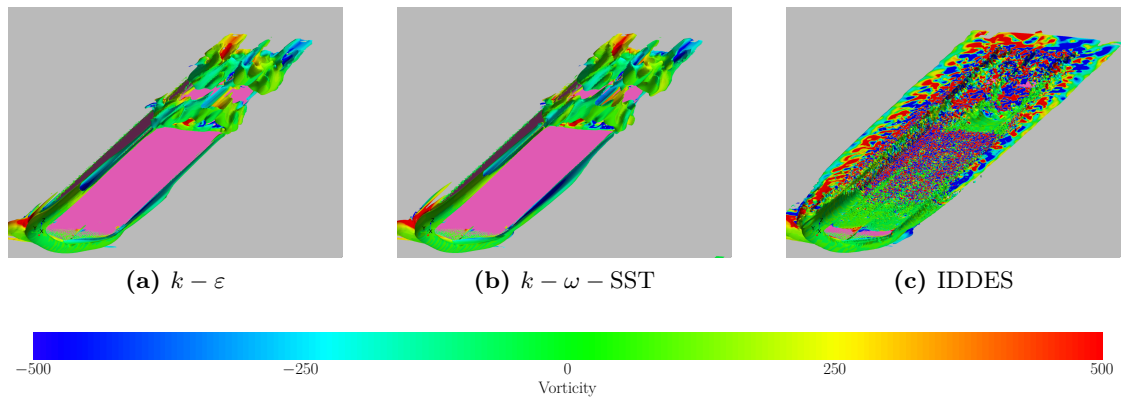 (a) k − ε
(b) k − ω − SST
(c) IDDES
−500 −250 0 250 500
Vorticity